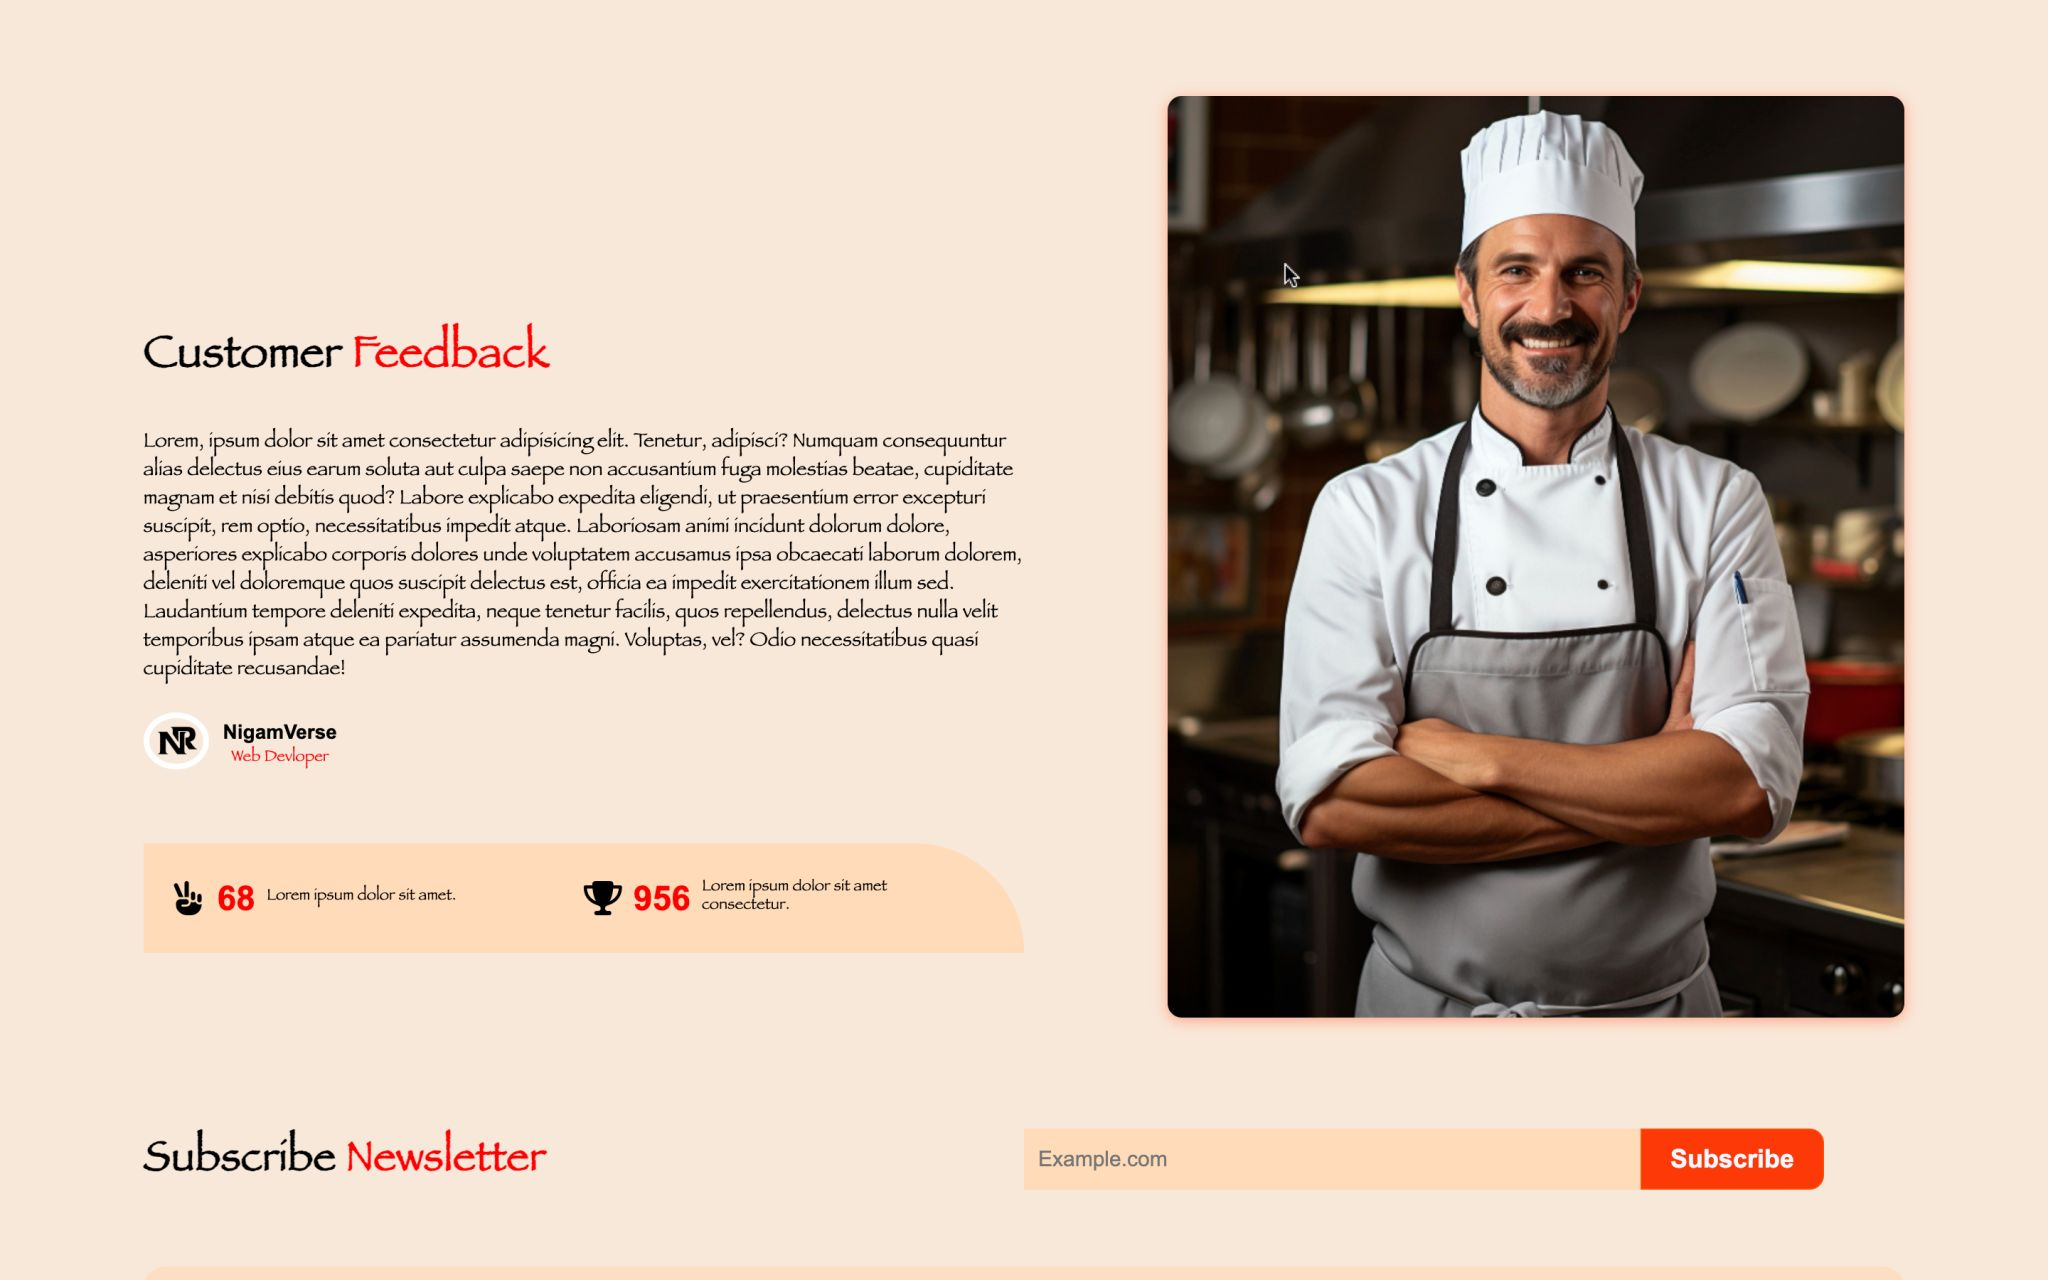 Customer Feedback
Lorem, ipsum dolor sit amet consectetur adipisicing elit. Tenetur, adipisci? Numquam consequuntur
alias delectus eius earum soluta aut culpa saepe non accusantium fuga molestias beatae, cupiditate
magnam et nisi debitis quod? Labore explicabo expedita eligendi, ut praesentium error excepturi
suscipit, rem optio, necessitatibus impedit atque. Laboriosam animi incidunt dolorum dolore,
asperiores explicabo corporis dolores unde voluptatem accusamus ipsa obcaecati laborum dolorem,
deleniti vel doloremque quos suscipit delectus est, officia ea impedit exercitationem illum sed.
Laudantium tempore deleniti expedita, neque tenetur facilis, quos repellendus, delectus nulla velit
temporibus ipsam atque ea pariatur assumenda magni. Voluptas, vel? Odio necessitatibus quasi
cupiditate recusandae!
NR
NigamVerse
Web Devloper
68 Lorem ipsum dolor sit amet.
956 Lorem ipsum dolor sit amet
consectetur.
Subscribe Newsletter
Example.com
Subscribe